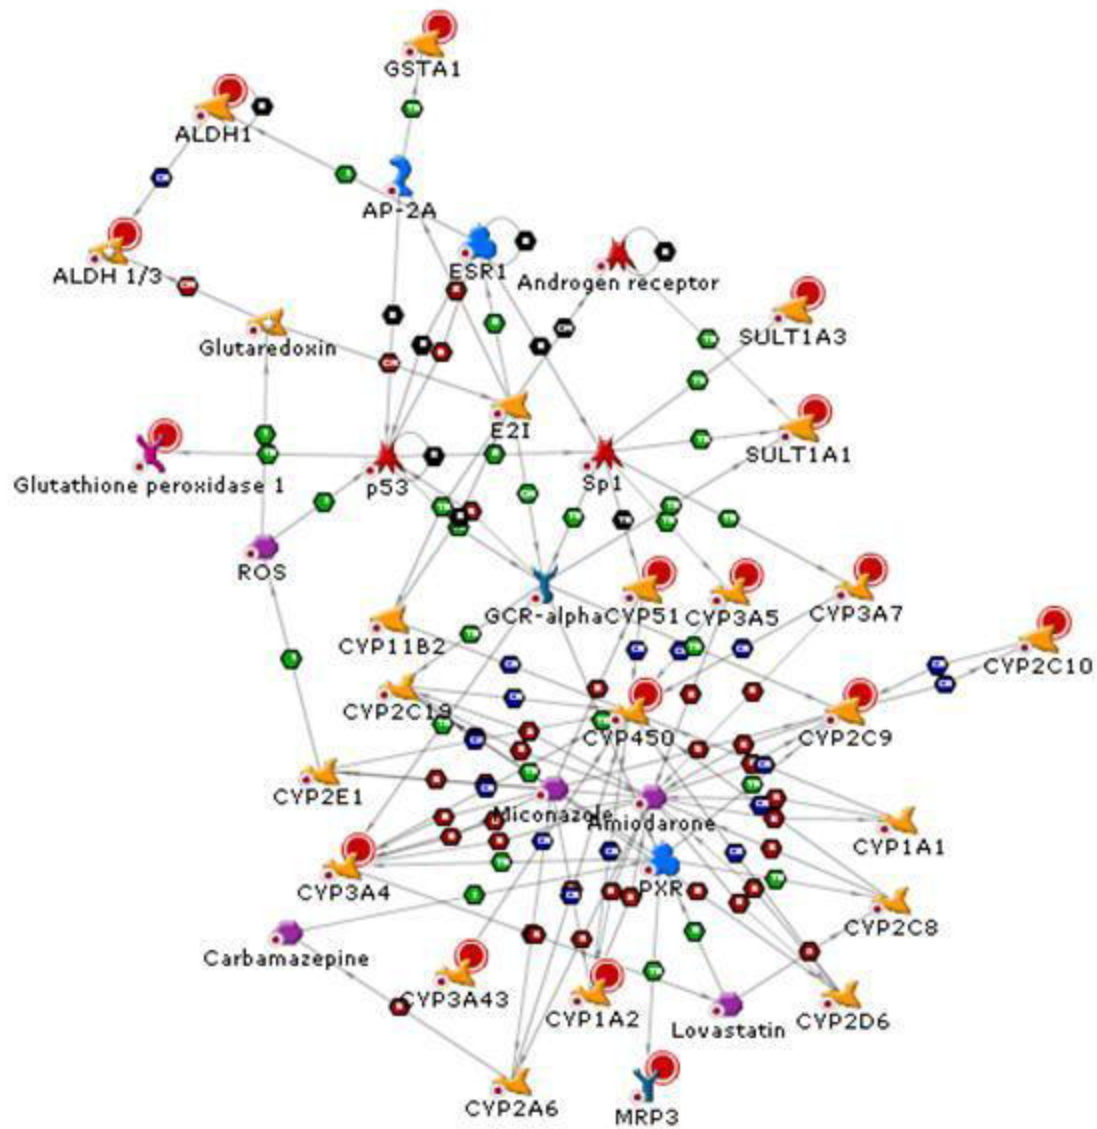 GSTA1
ALDH1
AP-2A
ESR1
Androgen receptor
ALDH 1/3
SULT1A3
Glutaredoxin
E2I
SULT1A1
Glutathione peroxidase 1
p53
Sp1
ROS
GCR-alpha
CYP51
CYP3A5
CYP3A7
CYP11B2
CYP2C10
CYP2C19
CYP450
CYP2C9
CYP2E1
Miconazole
Amiodarone
CYP1A1
CYP3A4
PXR
CYP2C8
Carbamazepine
CYP3A43
CYP1A2
Lovastatin
CYP2D6
CYP2A6
MRP3